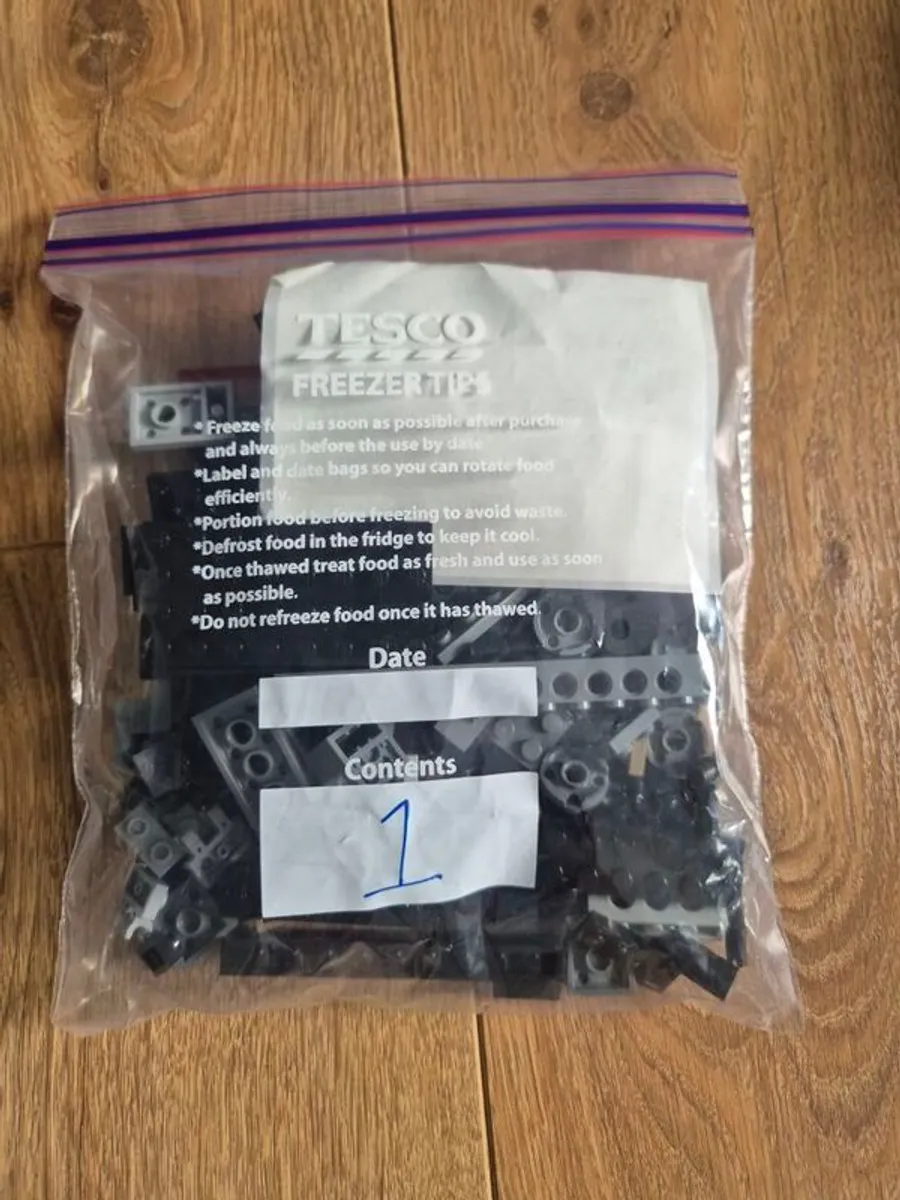 TESCO
FREEZER TIPS
* Freeze food as soon as possible after purchase
and always before the use by date
*Label and date bags so you can rotate food
efficiently.
*Portion food before freezing to avoid waste.
*Defrost food in the fridge to keep it cool.
*Once thawed treat food as fresh and use as soon
as possible.
*Do not refreeze food once it has thawed.
Date
Contents
1